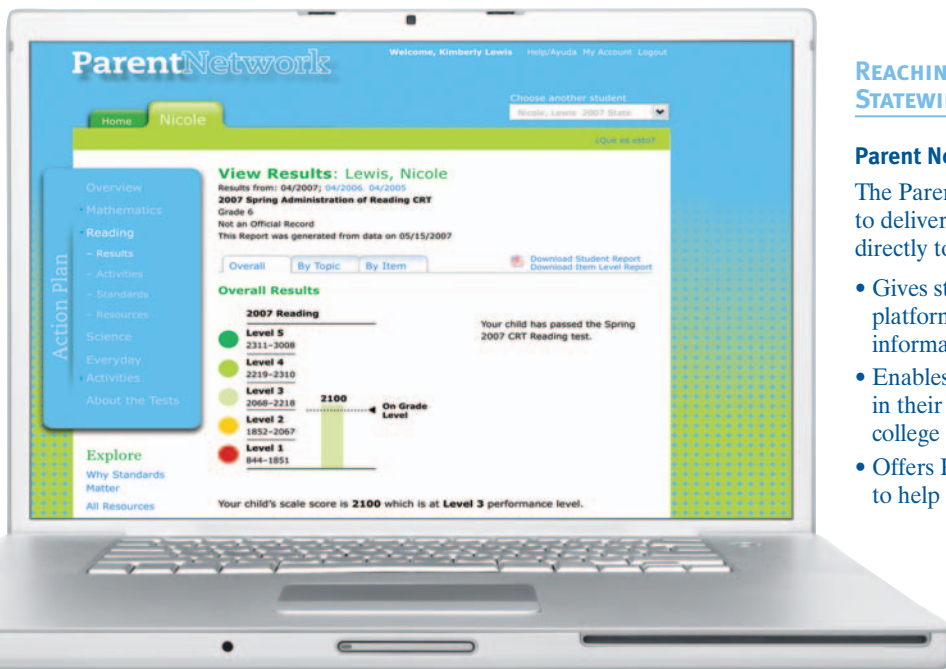 ParentNetwork
Welcome, Kimberly Lewis Help/Ayuda My Account Logout
Choose another student
Nicole, Lewis 2007 State
Home
Nicole
¿Que es esto?
Action Plan
Overview
Mathematics
Reading
– Results
– Activities
– Standards
– Resources
Science
Everyday
Activities
About the Tests
Explore
Why Standards
Matter
All Resources
View Results: Lewis, Nicole
Results from: 04/2007; 04/2006. 04/2005
2007 Spring Administration of Reading CRT
Grade 6
Not an Official Record
This Report was generated from data on 05/15/2007
Overall By Topic By Item
Download Student Report
Download Item Level Report
Overall Results
2007 Reading
Level 5
2311–3008
Level 4
2219–2310
Level 3
2068–2218
Level 2
1852–2067
Level 1
844–1851
2100
On Grade
Level
Your child has passed the Spring
2007 CRT Reading test.
Your child's scale score is 2100 which is at Level 3 performance level.
REACHIN
STATEWI
Parent Ne
The Paren
to deliver
directly to
• Gives st
platform
informa
• Enables
in their
college
• Offers P
to help